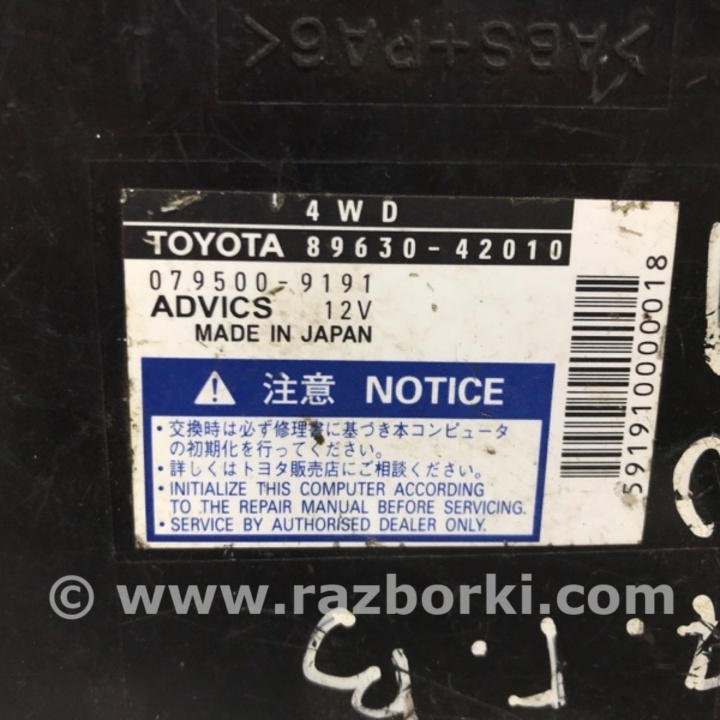 >ABS+PA6<
4WD
TOYOTA 89630-42010
079500-9191
ADVICS 12V
MADE IN JAPAN
注意 NOTICE
・交換時は必ず修理書に基づき本コンピュータ
の初期化を行ってください。
・詳しくはトヨタ販売店にご相談ください。
・INITIALIZE THIS COMPUTER ACCORDING
TO THE REPAIR MANUAL BEFORE SERVICING.
・SERVICE BY AUTHORISED DEALER ONLY.
591910000018
© www.razborki.com